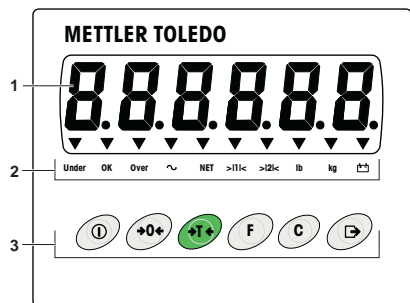 METTLER TOLEDO
1
8.8.8.8.8.8
2
Under OK Over ~ NET >|1|< >|2|< lb kg
3
→0← →T← F C